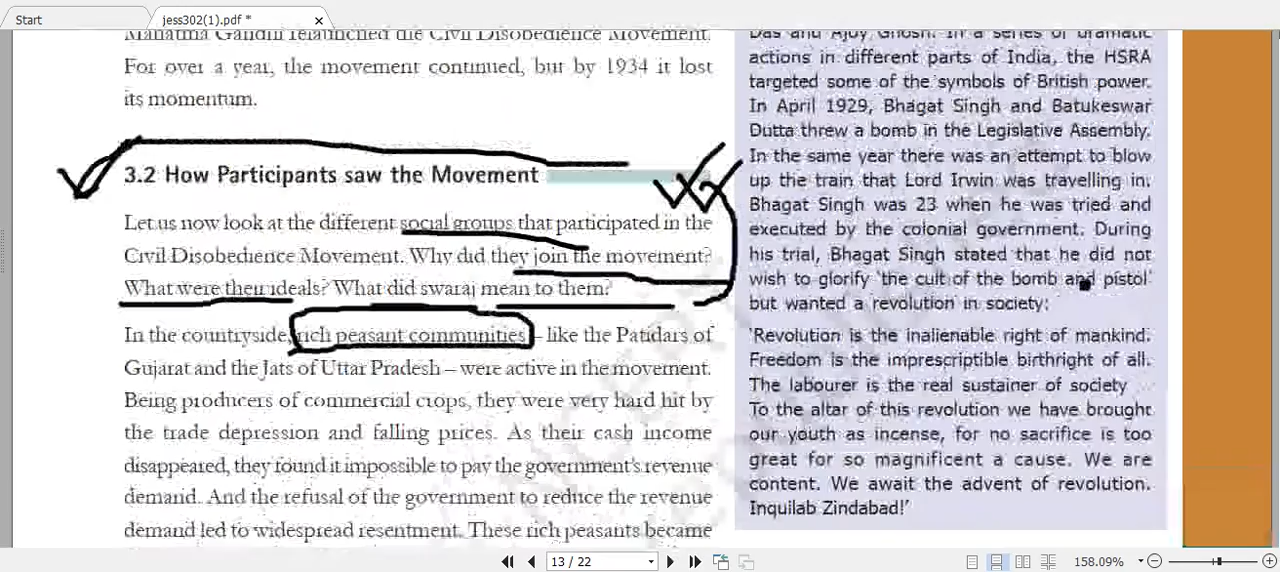 Start
jess302(1).pdf *
Mahatma Gandhi relaunched the Civil Disobedience Movement.
For over a year, the movement continued, but by 1934 it lost
its momentum.
3.2 How Participants saw the Movement
Let us now look at the different social groups that participated in the
Civil Disobedience Movement. Why did they join the movement?
What were their ideals? What did swaraj mean to them?
In the countryside, rich peasant communities – like the Patidars of
Gujarat and the Jats of Uttar Pradesh – were active in the movement.
Being producers of commercial crops, they were very hard hit by
the trade depression and falling prices. As their cash income
disappeared, they found it impossible to pay the government's revenue
demand. And the refusal of the government to reduce the revenue
demand led to widespread resentment. These rich peasants became
Das and Ajoy Ghosh. In a series of dramatic
actions in different parts of India, the HSRA
targeted some of the symbols of British power.
In April 1929, Bhagat Singh and Batukeswar
Dutta threw a bomb in the Legislative Assembly.
In the same year there was an attempt to blow
up the train that Lord Irwin was travelling in.
Bhagat Singh was 23 when he was tried and
executed by the colonial government. During
his trial, Bhagat Singh stated that he did not
wish to glorify 'the cult of the bomb and pistol'
but wanted a revolution in society:
'Revolution is the inalienable right of mankind.
Freedom is the imprescriptible birthright of all.
The labourer is the real sustainer of society
To the altar of this revolution we have brought
our youth as incense, for no sacrifice is too
great for so magnificent a cause. We are
content. We await the advent of revolution.
Inquilab Zindabad!'
13 / 22
158.09%